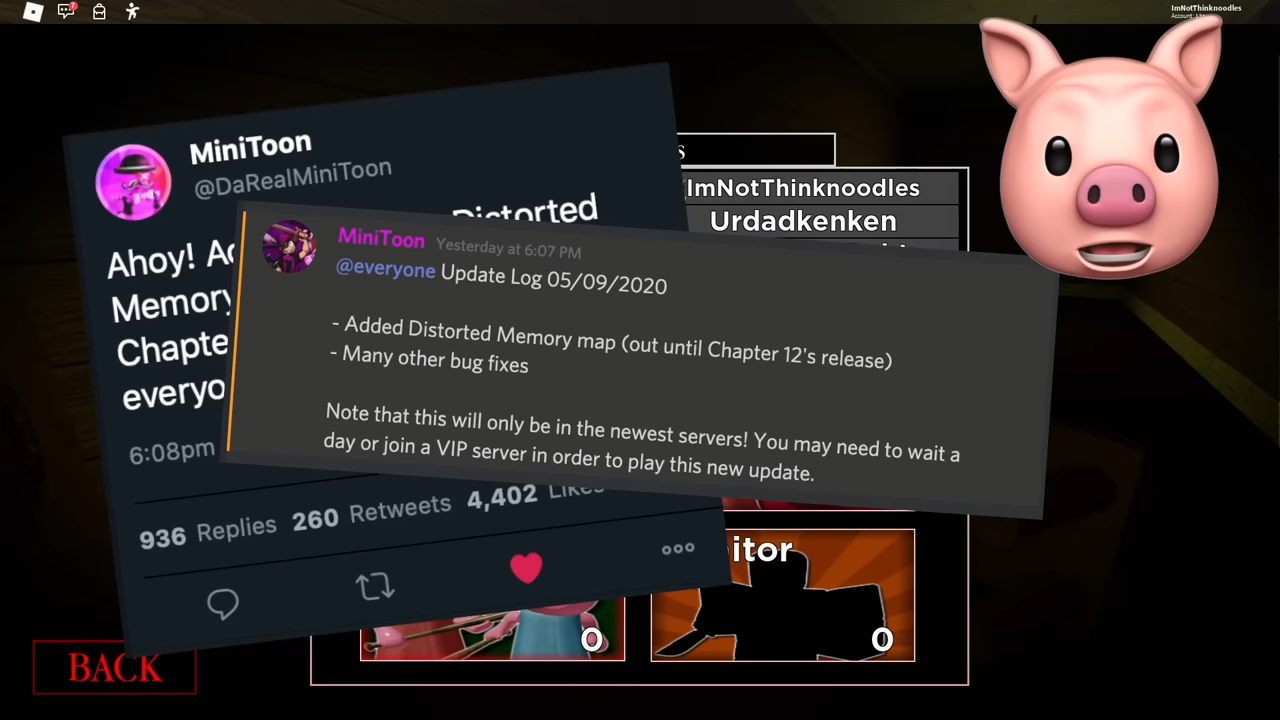 ImNotThinknoodles
MiniToon
@DaRealMiniToon
Distorted
Ahoy!
Memory
Chapte
everyo
6:08pm
936 Replies 260 Retweets 4,402 Likes
MiniToon Yesterday at 6:07 PM
@everyone Update Log 05/09/2020
- Added Distorted Memory map (out until Chapter 12's release)
- Many other bug fixes
Note that this will only be in the newest servers! You may need to wait a
day or join a VIP server in order to play this new update.
ImNotThinknoodles
Urdadkenken
itor
0
0
BACK